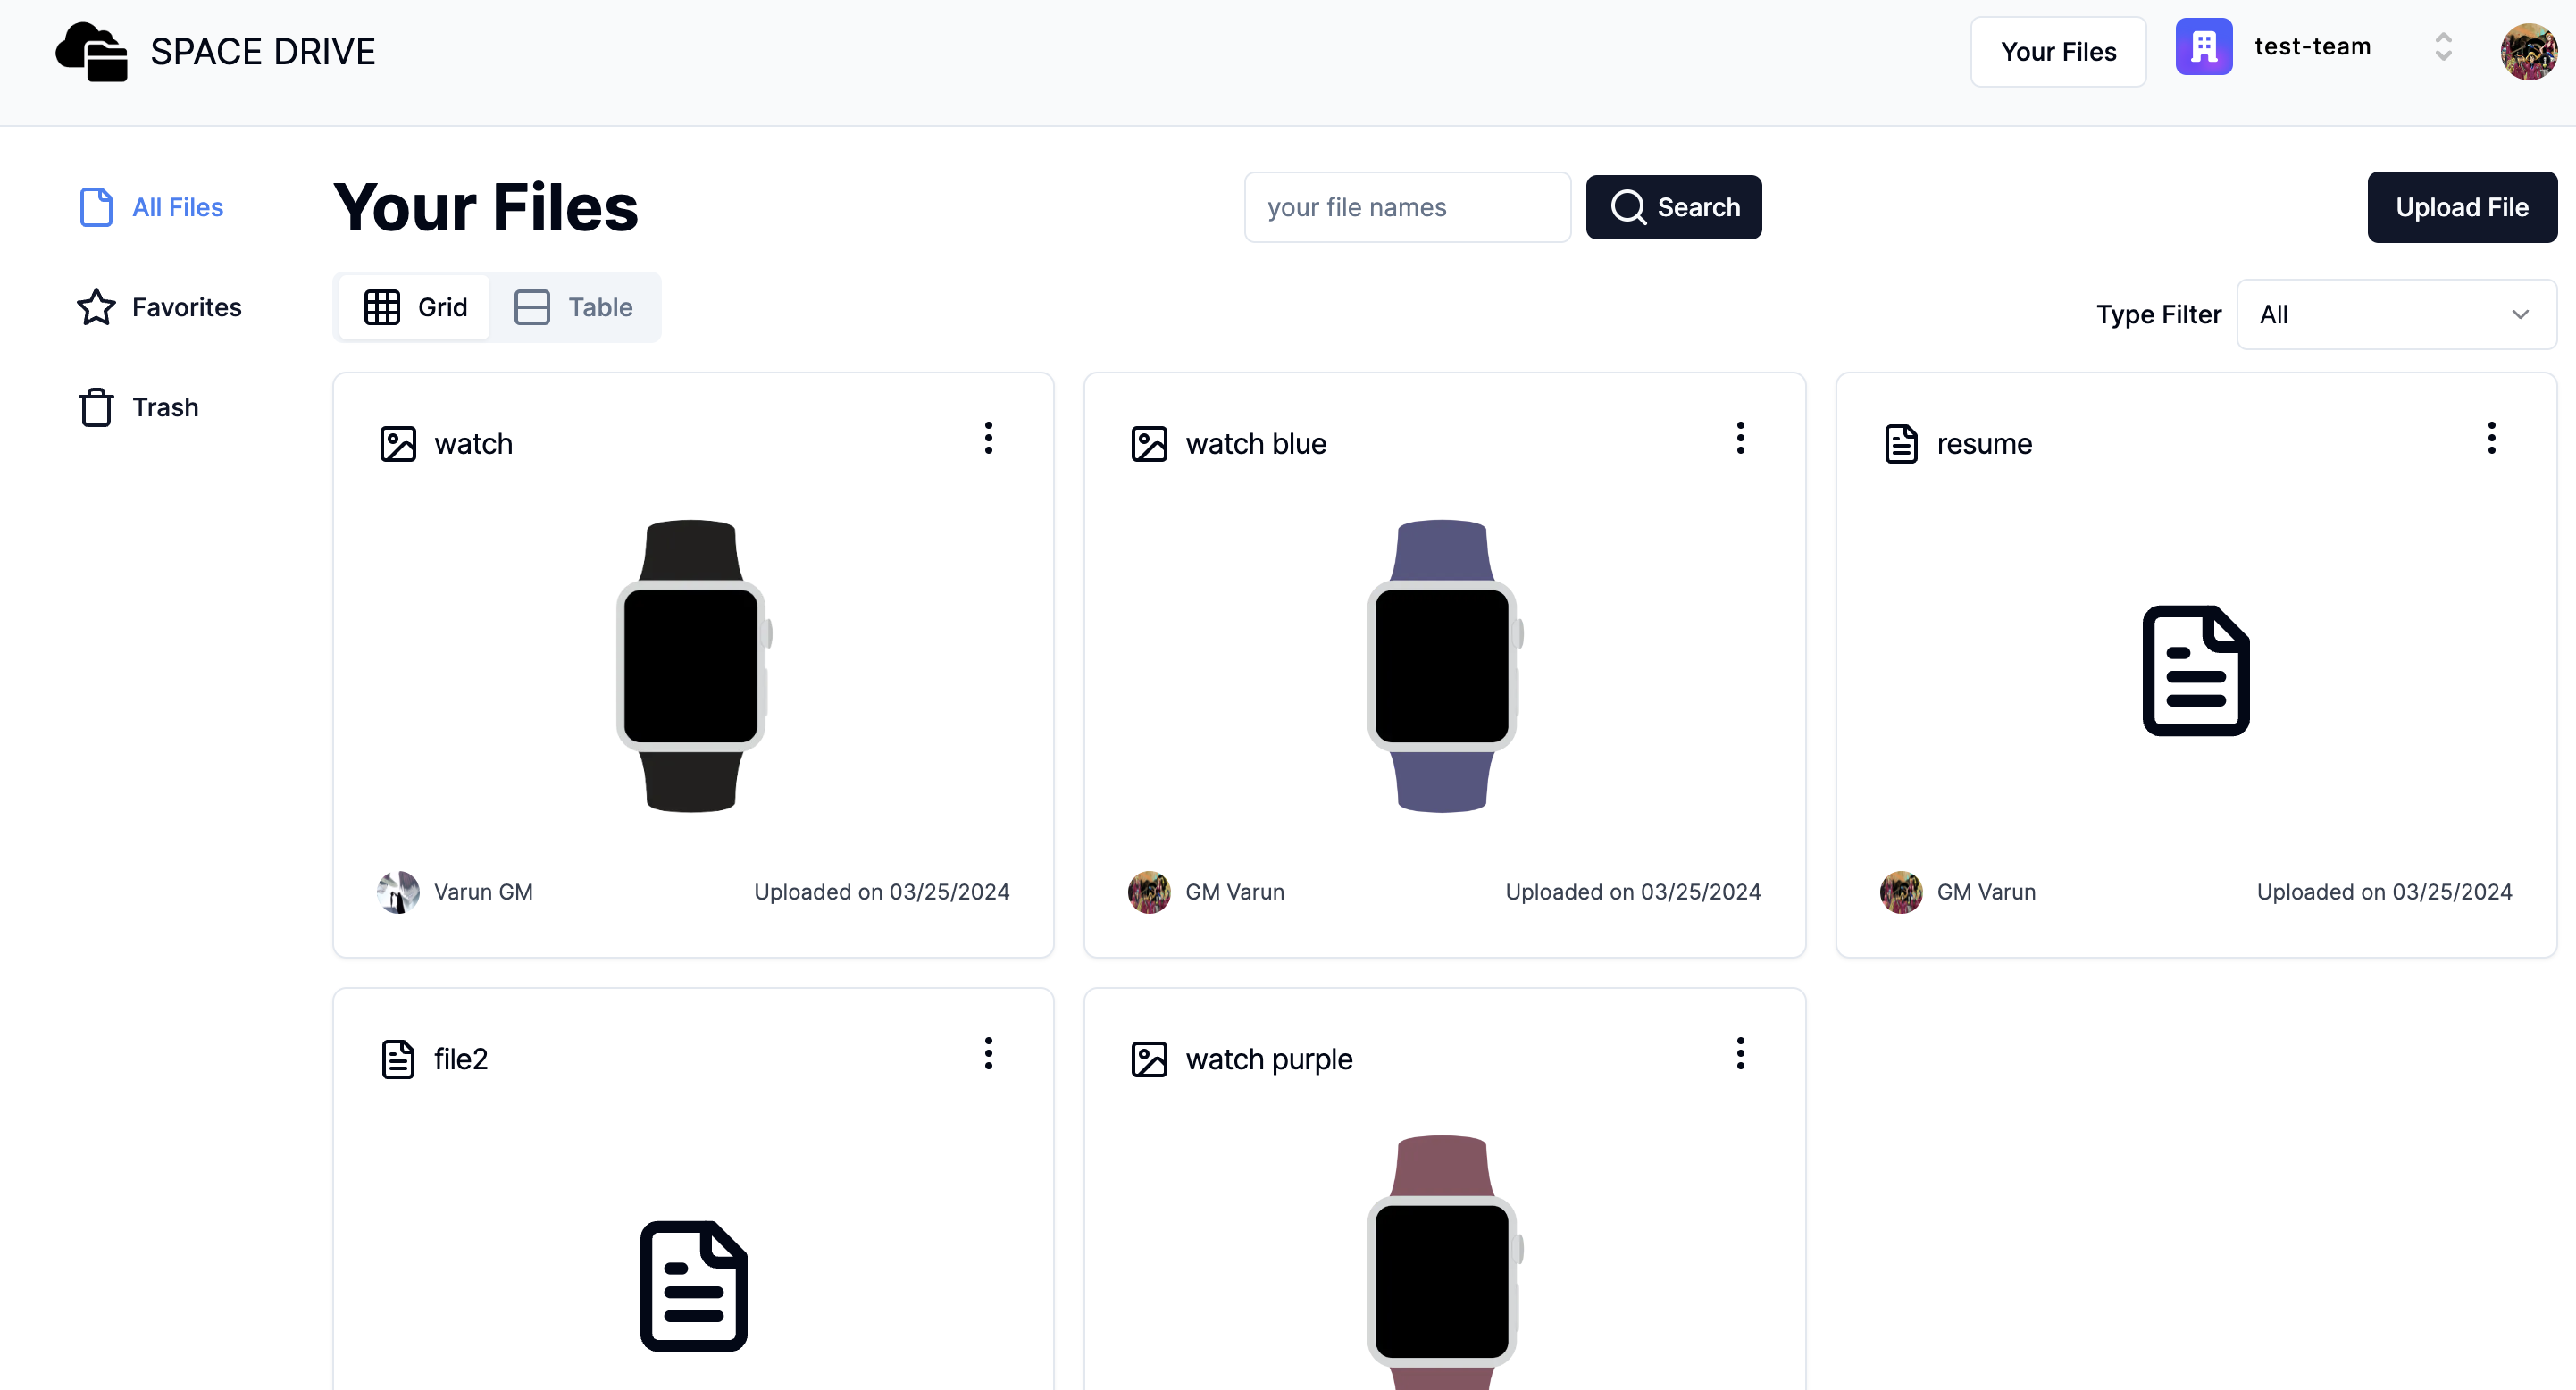 SPACE DRIVE
Your Files
test-team
All Files
Favorites
Trash
Your Files
your file names
Search
Upload File
Grid
Table
Type Filter
All
watch
Varun GM
Uploaded on 03/25/2024
watch blue
GM Varun
Uploaded on 03/25/2024
resume
GM Varun
Uploaded on 03/25/2024
file2
watch purple